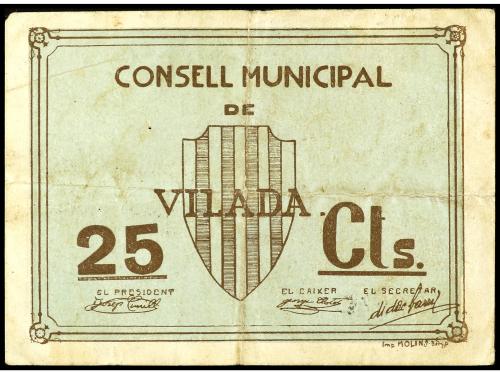 CONSELL MUNICIPAL
DE
VILADA
25 Cts.
EL PRESIDENT EL CAIXER EL SECRETARI
Imp. MOLINS